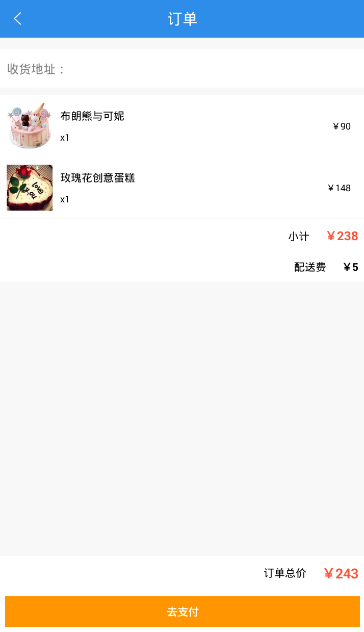 订单
收货地址：
布朗熊与可妮
x1
￥90
玫瑰花创意蛋糕
x1
￥148
小计 ￥238
配送费 ￥5
订单总价 ￥243
去支付